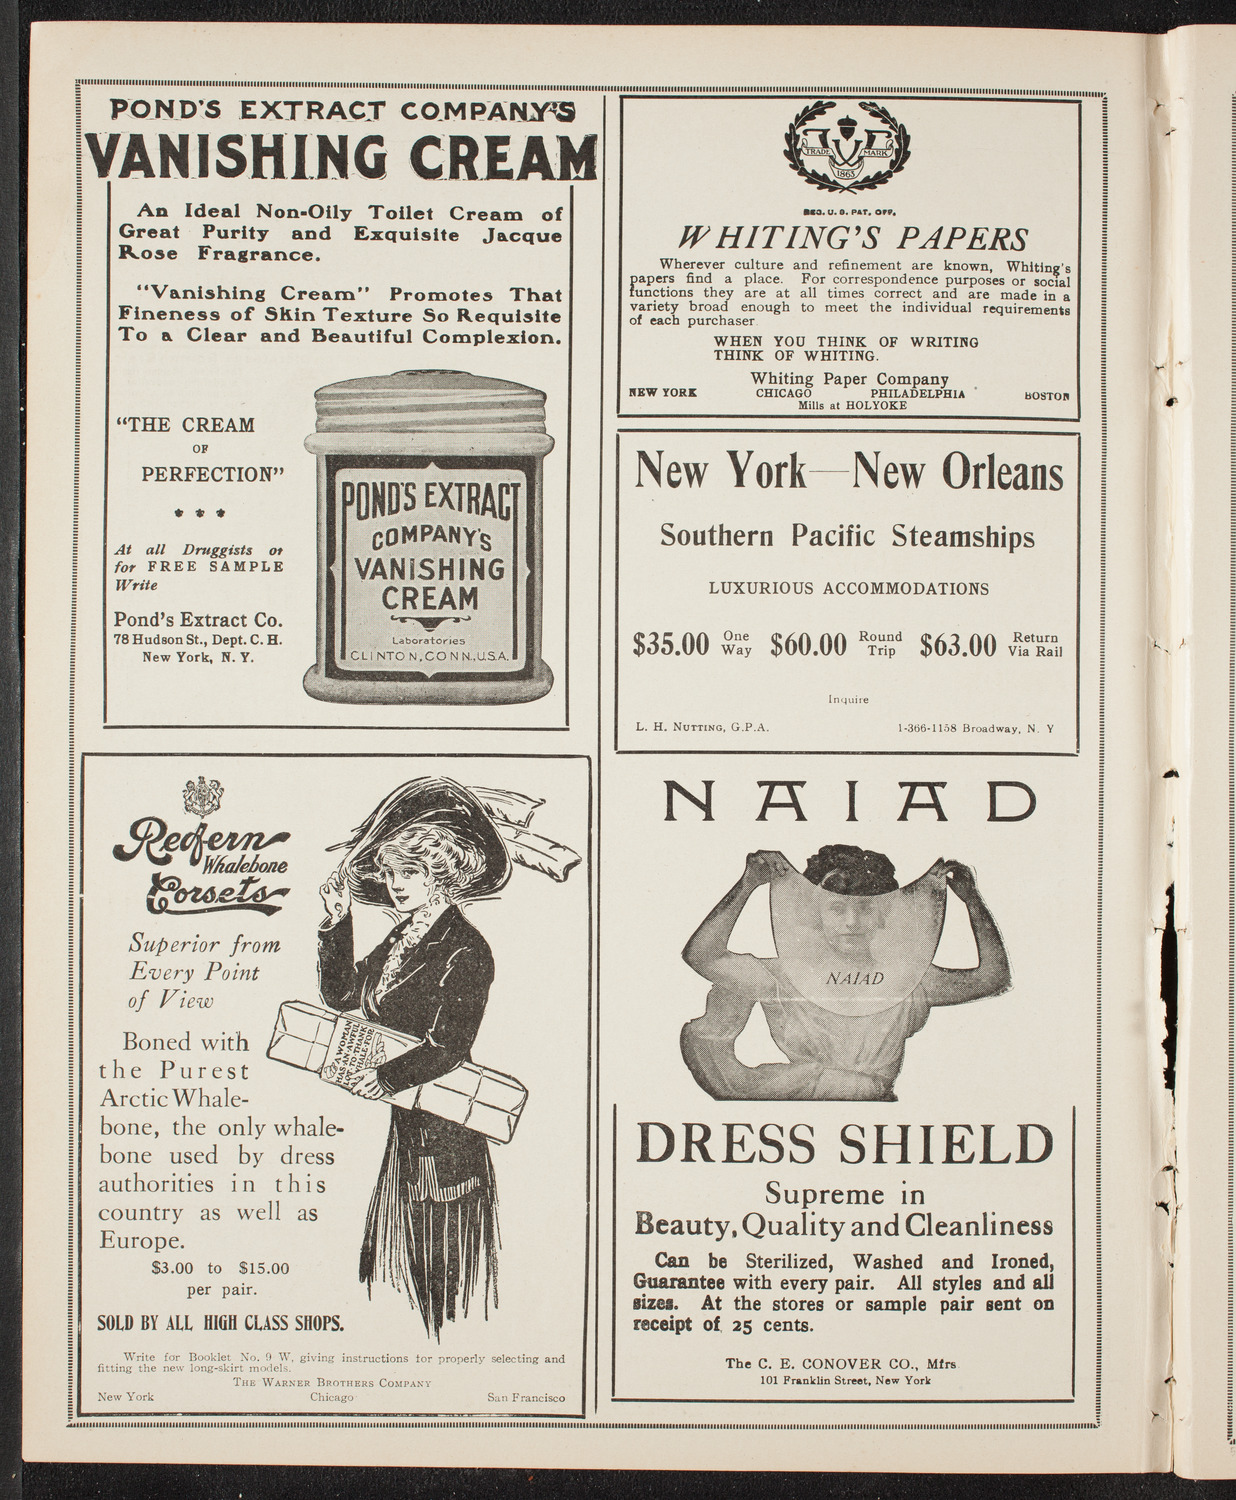 POND'S EXTRACT COMPANY'S
VANISHING CREAM
An Ideal Non-Oily Toilet Cream of
Great Purity and Exquisite Jacque
Rose Fragrance.
"Vanishing Cream" Promotes That
Fineness of Skin Texture So Requisite
To a Clear and Beautiful Complexion.
"THE CREAM
OF
PERFECTION"
* * *
At all Druggists or
for FREE SAMPLE
Write
Pond's Extract Co.
78 Hudson St., Dept. C. H.
New York, N. Y.
POND'S EXTRACT
COMPANY'S
VANISHING
CREAM
Laboratories
CLINTON, CONN., U.S.A.
TRADE MARK
1863
REG. U. S. PAT. OFF.
WHITING'S PAPERS
Wherever culture and refinement are known, Whiting's
papers find a place. For correspondence purposes or social
functions they are at all times correct and are made in a
variety broad enough to meet the individual requirements
of each purchaser
WHEN YOU THINK OF WRITING
THINK OF WHITING.
Whiting Paper Company
NEW YORK CHICAGO PHILADELPHIA BOSTON
Mills at HOLYOKE
New York—New Orleans
Southern Pacific Steamships
LUXURIOUS ACCOMMODATIONS
$35.00 One Way $60.00 Round Trip $63.00 Return Via Rail
Inquire
L. H. NUTTING, G.P.A. 1-366-1158 Broadway, N. Y
Redfern
Whalebone
Corsets
Superior from
Every Point
of View
Boned with
the Purest
Arctic Whale-
bone, the only whale-
bone used by dress
authorities in this
country as well as
Europe.
$3.00 to $15.00
per pair.
SOLD BY ALL HIGH CLASS SHOPS.
A WOMAN
HAS AN AWFUL
LOT TO THANK
A WHALE FOR
Write for Booklet No. 9 W, giving instructions for properly selecting and
fitting the new long-skirt models.
THE WARNER BROTHERS COMPANY
New York Chicago San Francisco
NAIAD
NAIAD
DRESS SHIELD
Supreme in
Beauty, Quality and Cleanliness
Can be Sterilized, Washed and Ironed,
Guarantee with every pair. All styles and all
sizes. At the stores or sample pair sent on
receipt of 25 cents.
The C. E. CONOVER CO., Mfrs
101 Franklin Street, New York